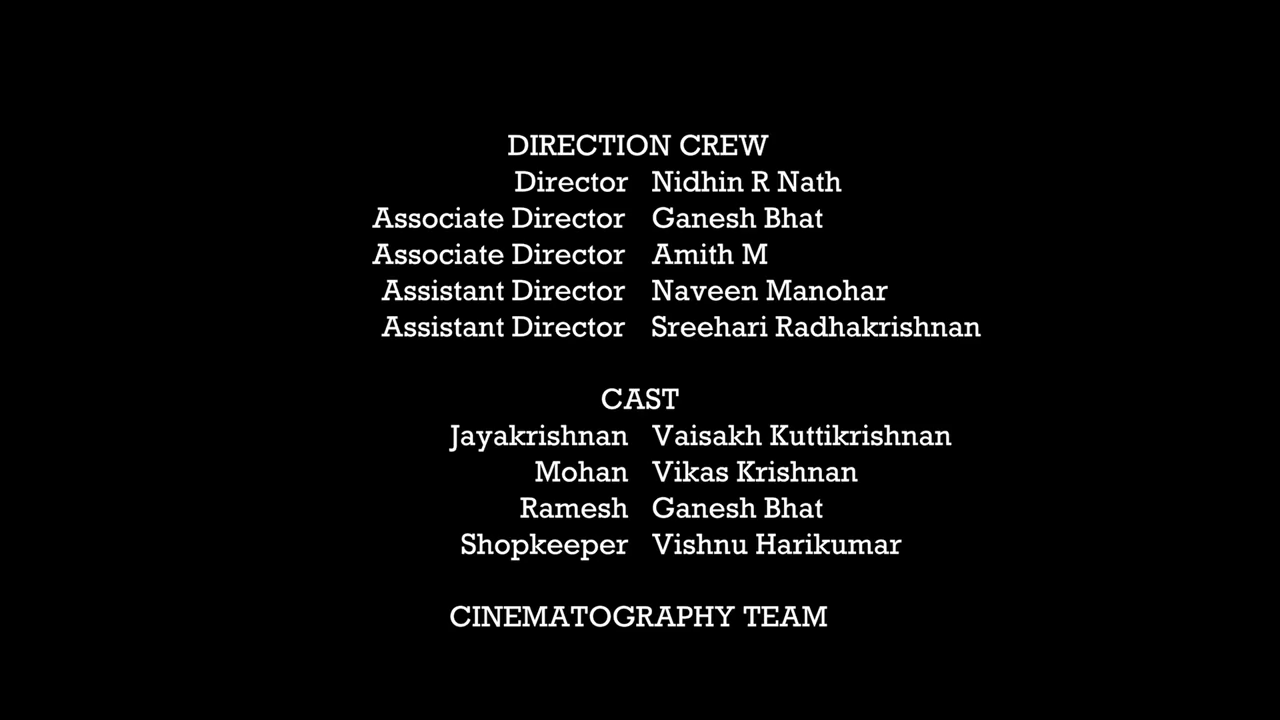 DIRECTION CREW
Director Nidhin R Nath
Associate Director Ganesh Bhat
Associate Director Amith M
Assistant Director Naveen Manohar
Assistant Director Sreehari Radhakrishnan
CAST
Jayakrishnan Vaisakh Kuttikrishnan
Mohan Vikas Krishnan
Ramesh Ganesh Bhat
Shopkeeper Vishnu Harikumar
CINEMATOGRAPHY TEAM